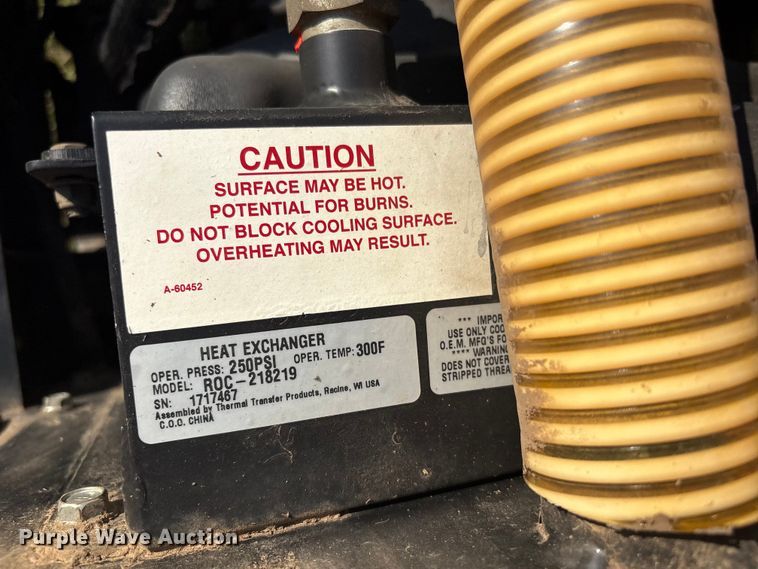 CAUTION
SURFACE MAY BE HOT.
POTENTIAL FOR BURNS.
DO NOT BLOCK COOLING SURFACE.
OVERHEATING MAY RESULT.
A-60452
HEAT EXCHANGER
OPER. PRESS: 250PSI OPER. TEMP: 300F
MODEL: ROC-218219
SN: 1717467
Assembled by Thermal Transfer Products, Racine, WI USA
C.O.O. CHINA
*** IMPOR
USE ONLY COO
O.E.M. MFG'S FO
**** WARNING
DOES NOT COVER
STRIPPED THREA
Purple Wave Auction